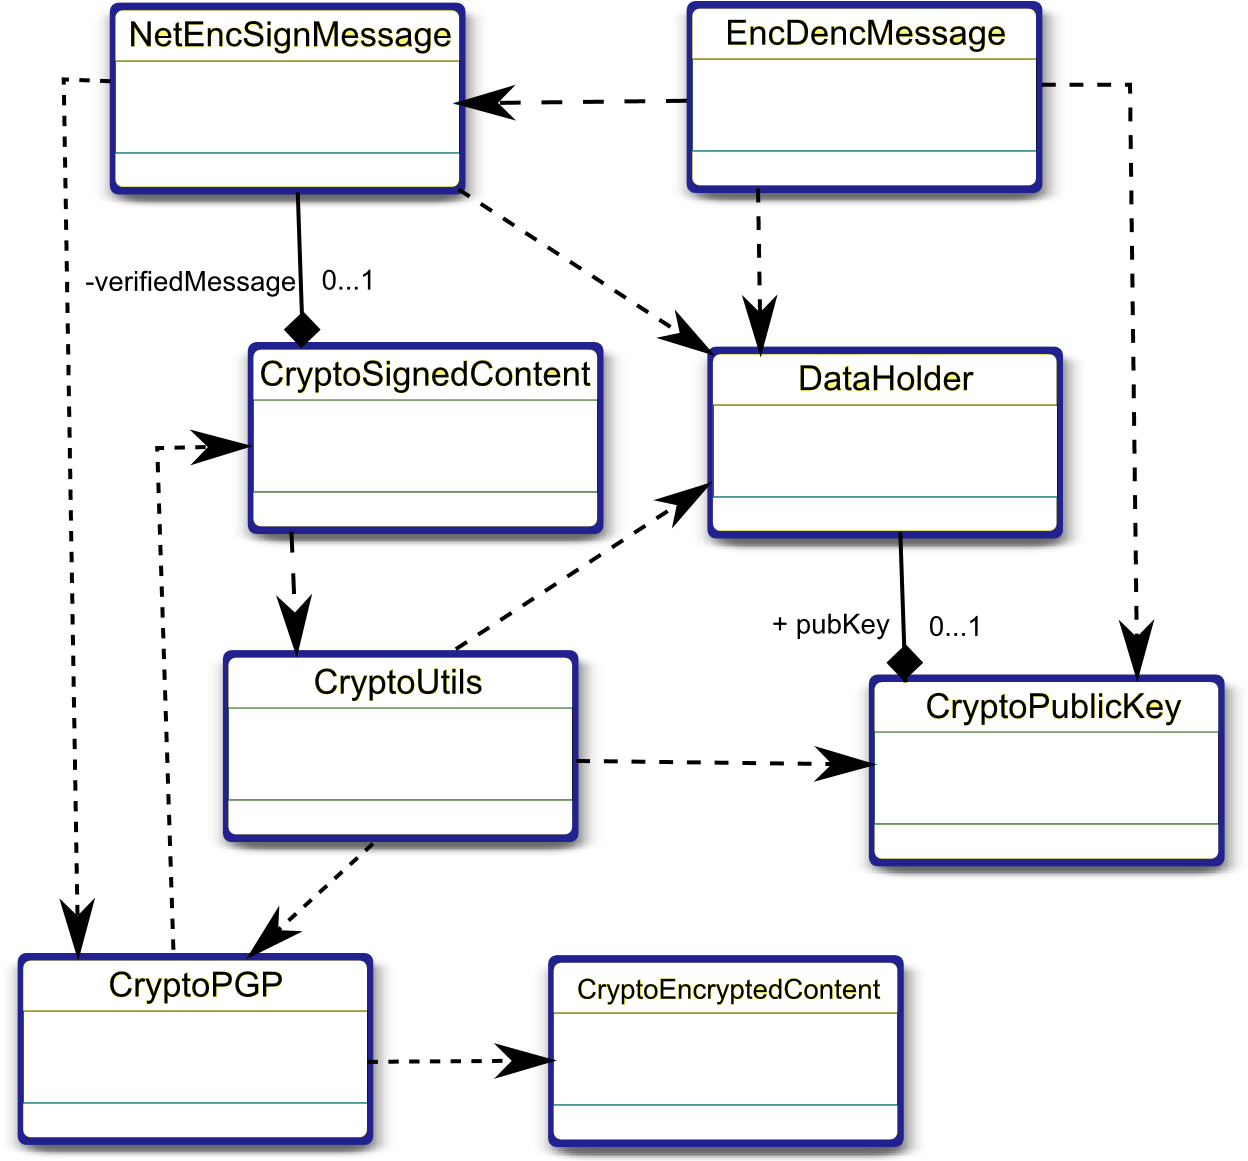 NetEncSignMessage
EncDencMessage
-verifiedMessage
0...1
CryptoSignedContent
DataHolder
+ pubKey
0...1
CryptoUtils
CryptoPublicKey
CryptoPGP
CryptoEncryptedContent